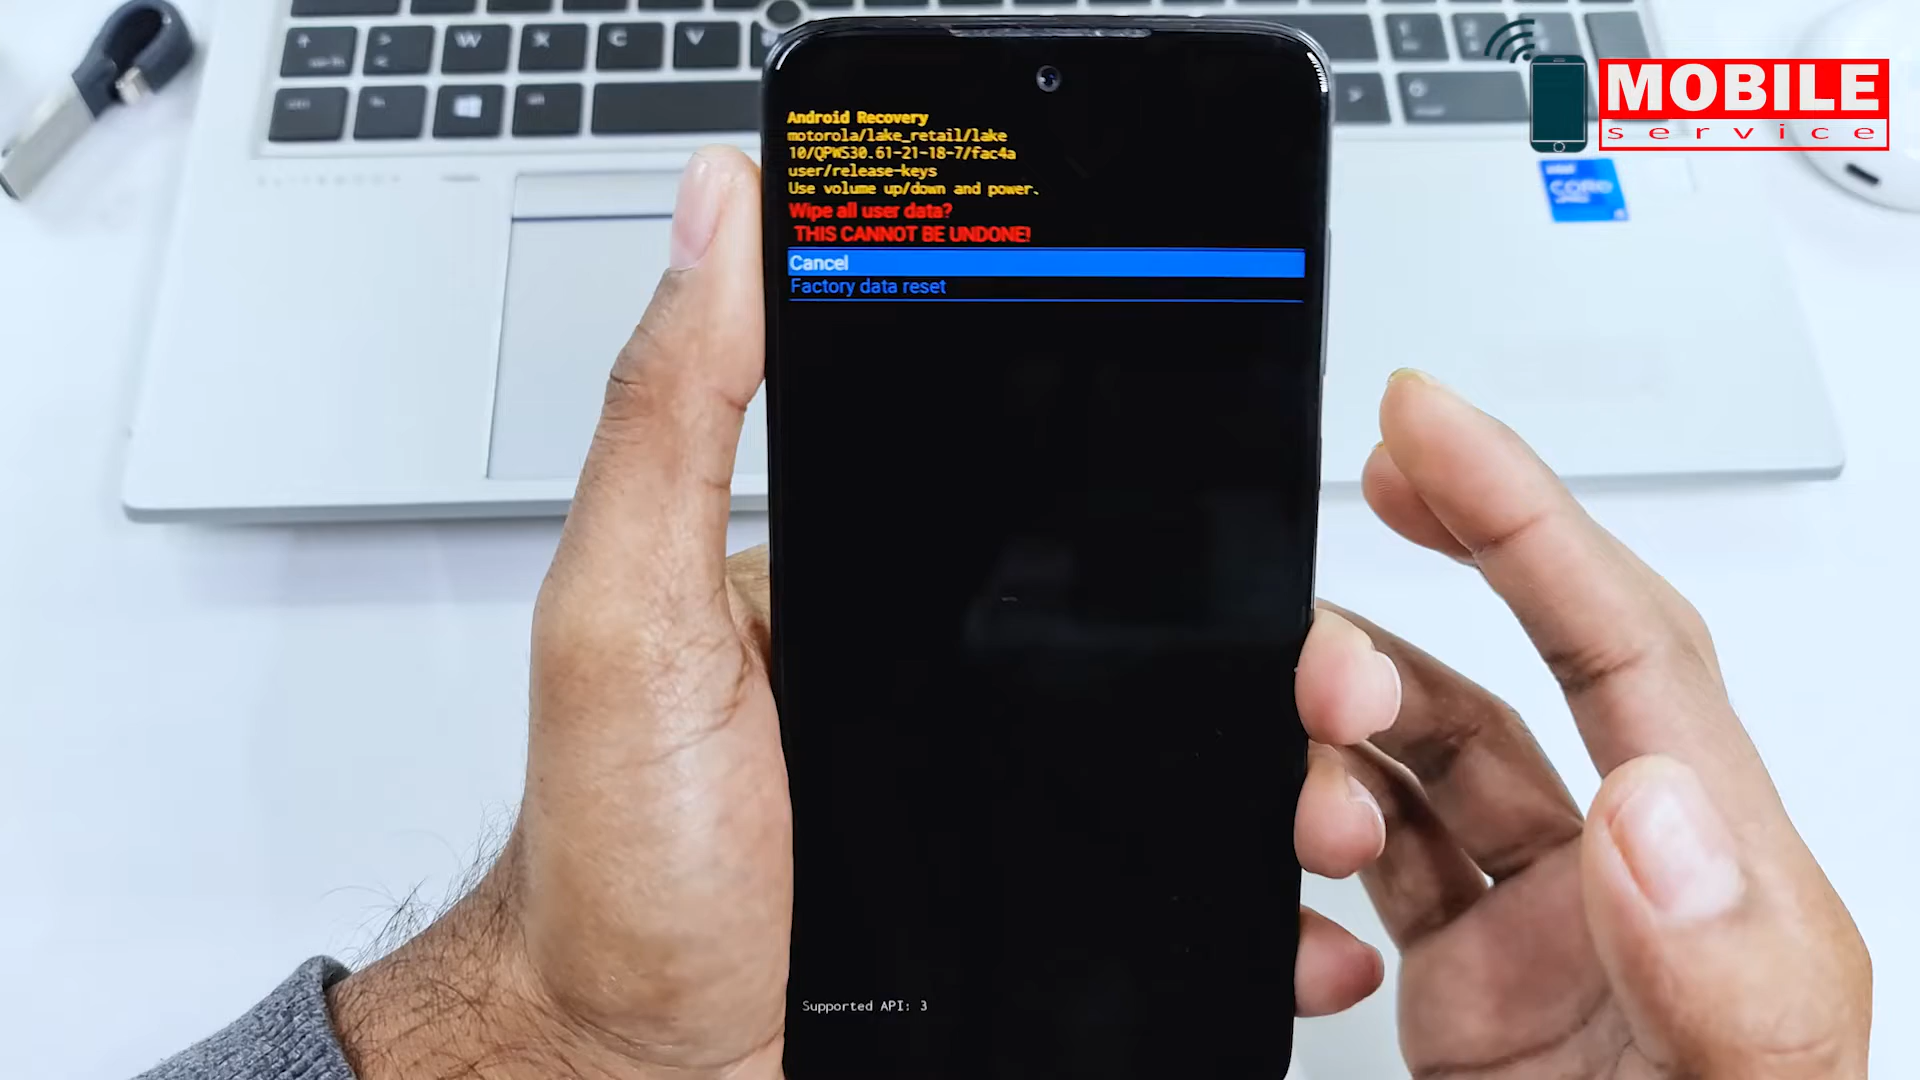 MOBILE
service
Android Recovery
motorola/lake_retail/lake
10/QPWS30.61-21-18-7/fac4a
user/release-keys
Use volume up/down and power.
Wipe all user data?
THIS CANNOT BE UNDONE!
Cancel
Factory data reset
Supported API: 3
W
X
C
V
CORE